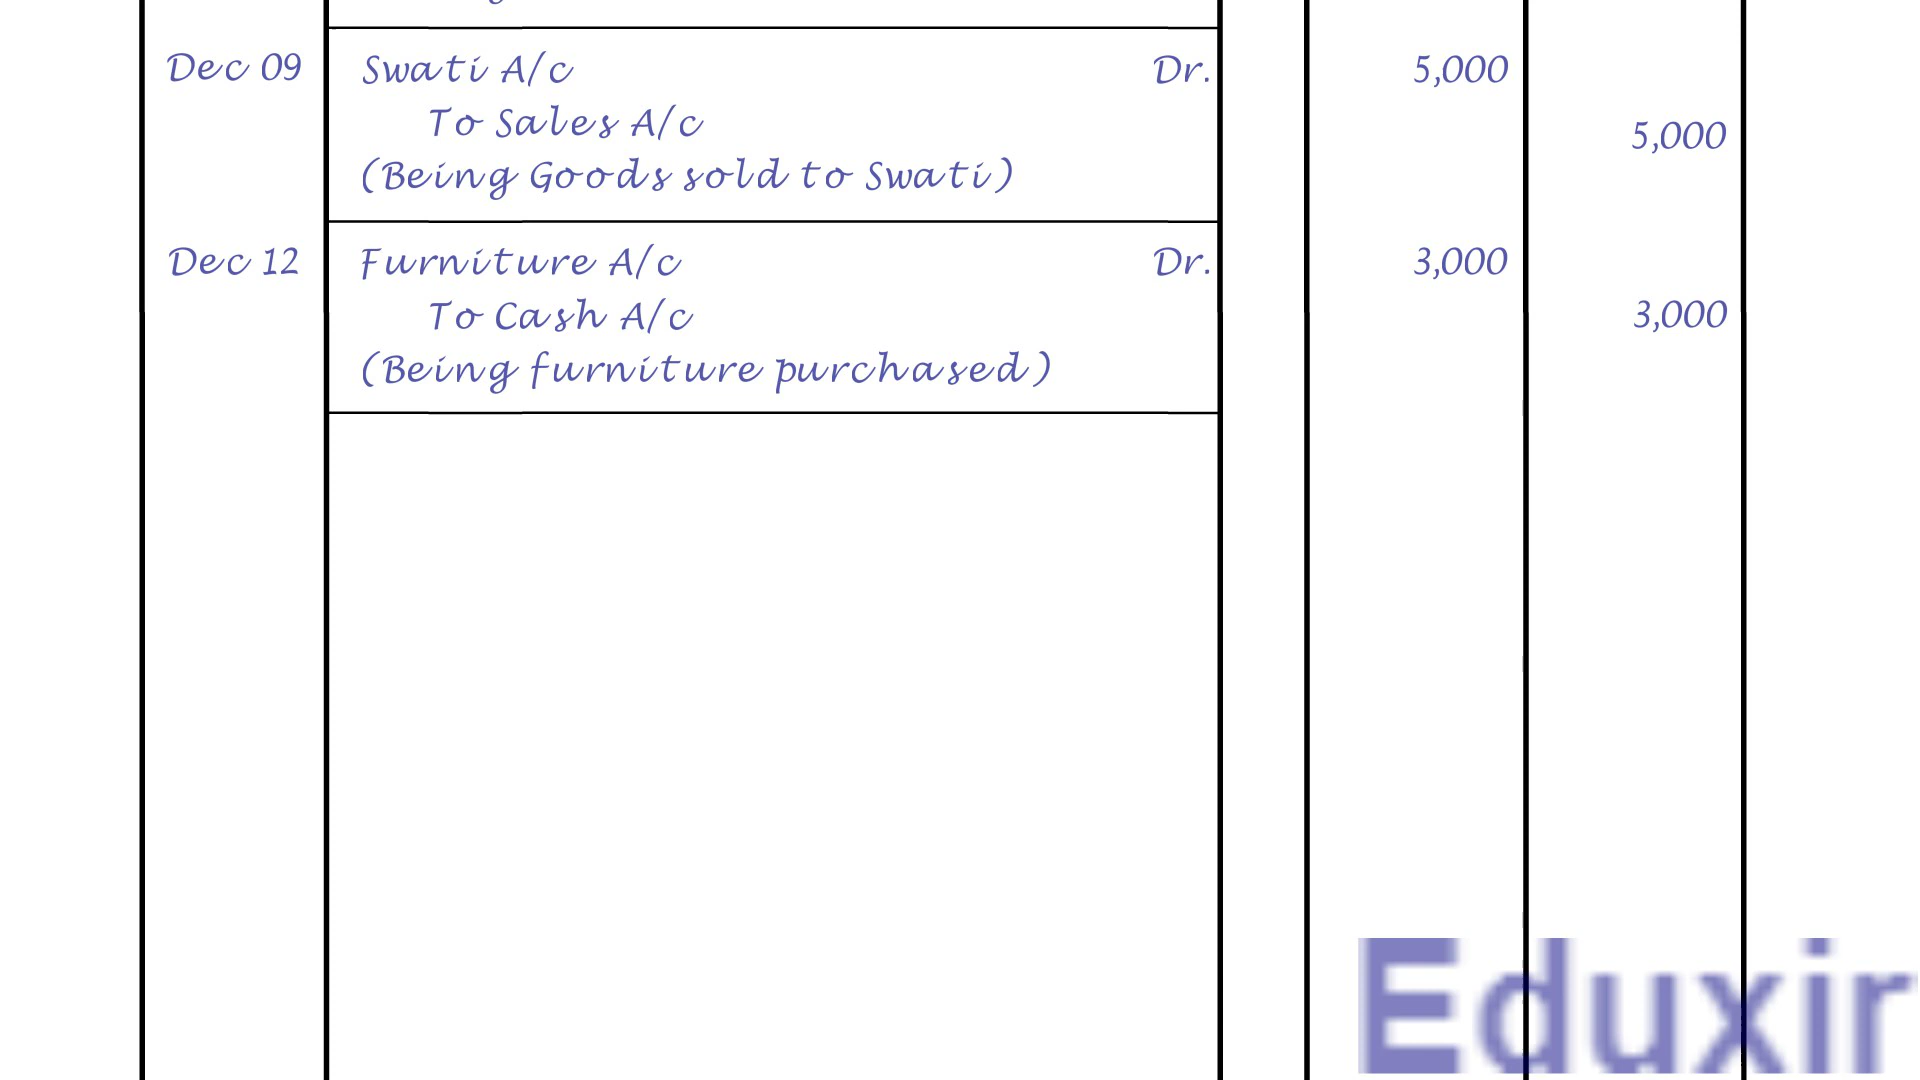 Dec 09 Swati A/c Dr. 5,000
To Sales A/c 5,000
(Being Goods sold to Swati)
Dec 12 Furniture A/c Dr. 3,000
To Cash A/c 3,000
(Being furniture purchased)
Eduxir